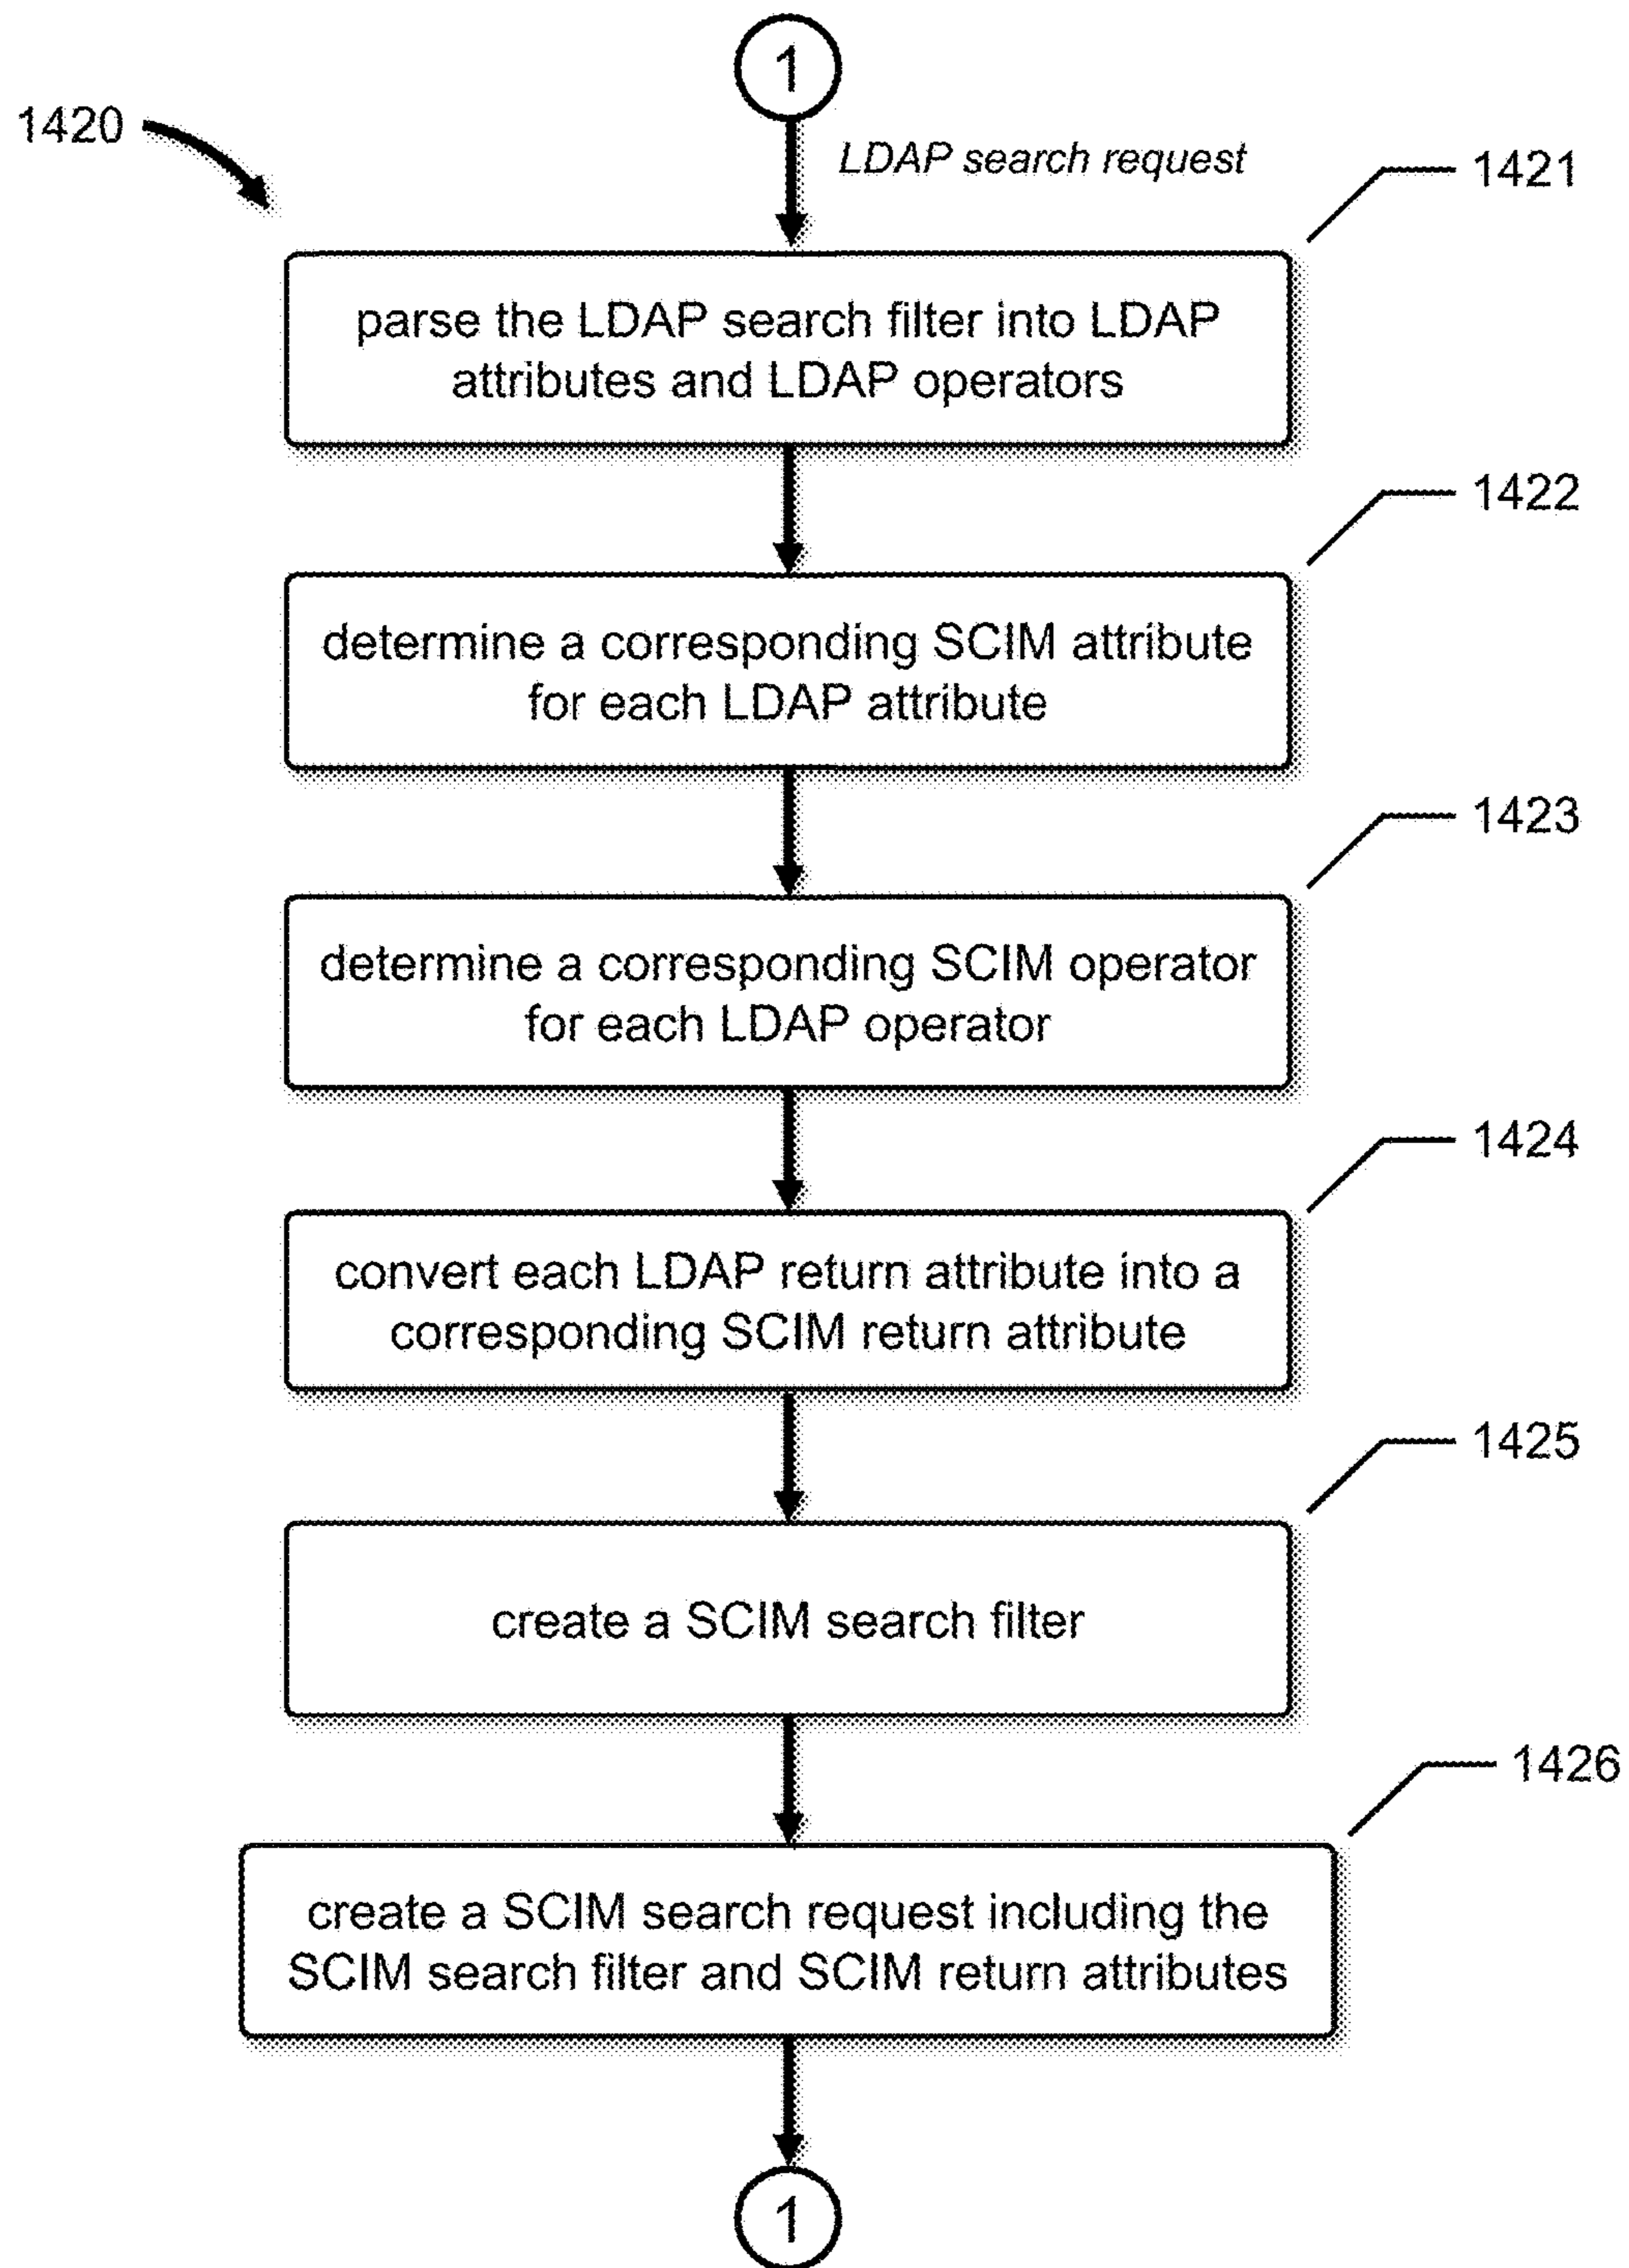 1
1420
LDAP search request
1421
parse the LDAP search filter into LDAP
attributes and LDAP operators
1422
determine a corresponding SCIM attribute
for each LDAP attribute
1423
determine a corresponding SCIM operator
for each LDAP operator
1424
convert each LDAP return attribute into a
corresponding SCIM return attribute
1425
create a SCIM search filter
1426
create a SCIM search request including the
SCIM search filter and SCIM return attributes
1